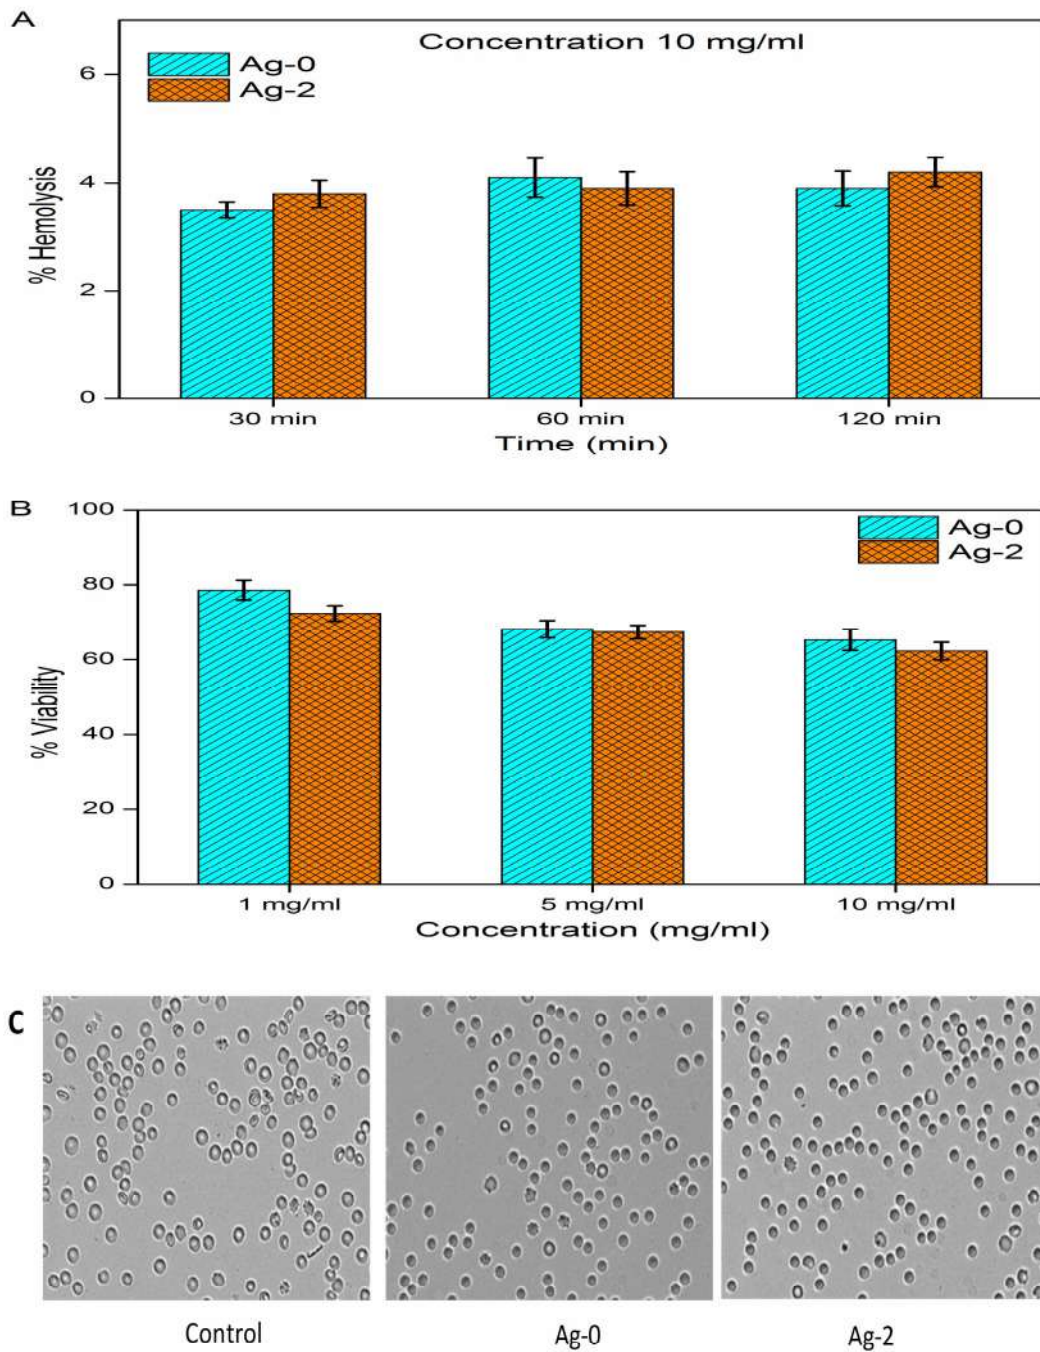 A
Concentration 10 mg/ml
Ag-0
Ag-2
6
4
2
0
% Hemolysis
30 min 60 min 120 min
Time (min)
B
Ag-0
Ag-2
100
80
60
40
20
0
% Viability
1 mg/ml 5 mg/ml 10 mg/ml
Concentration (mg/ml)
C
Control Ag-0 Ag-2